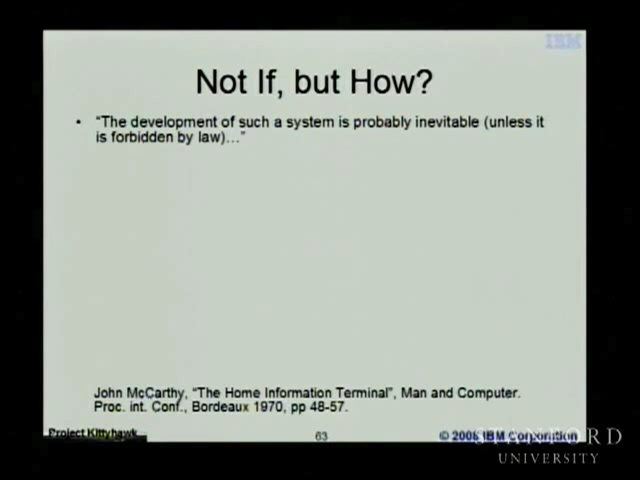 IBM
Not If, but How?
• “The development of such a system is probably inevitable (unless it
is forbidden by law)…”
John McCarthy, “The Home Information Terminal”, Man and Computer.
Proc. int. Conf., Bordeaux 1970, pp 48-57.
Project Kittyhawk
63
© 2008 IBM Corporation
STANFORD
UNIVERSITY